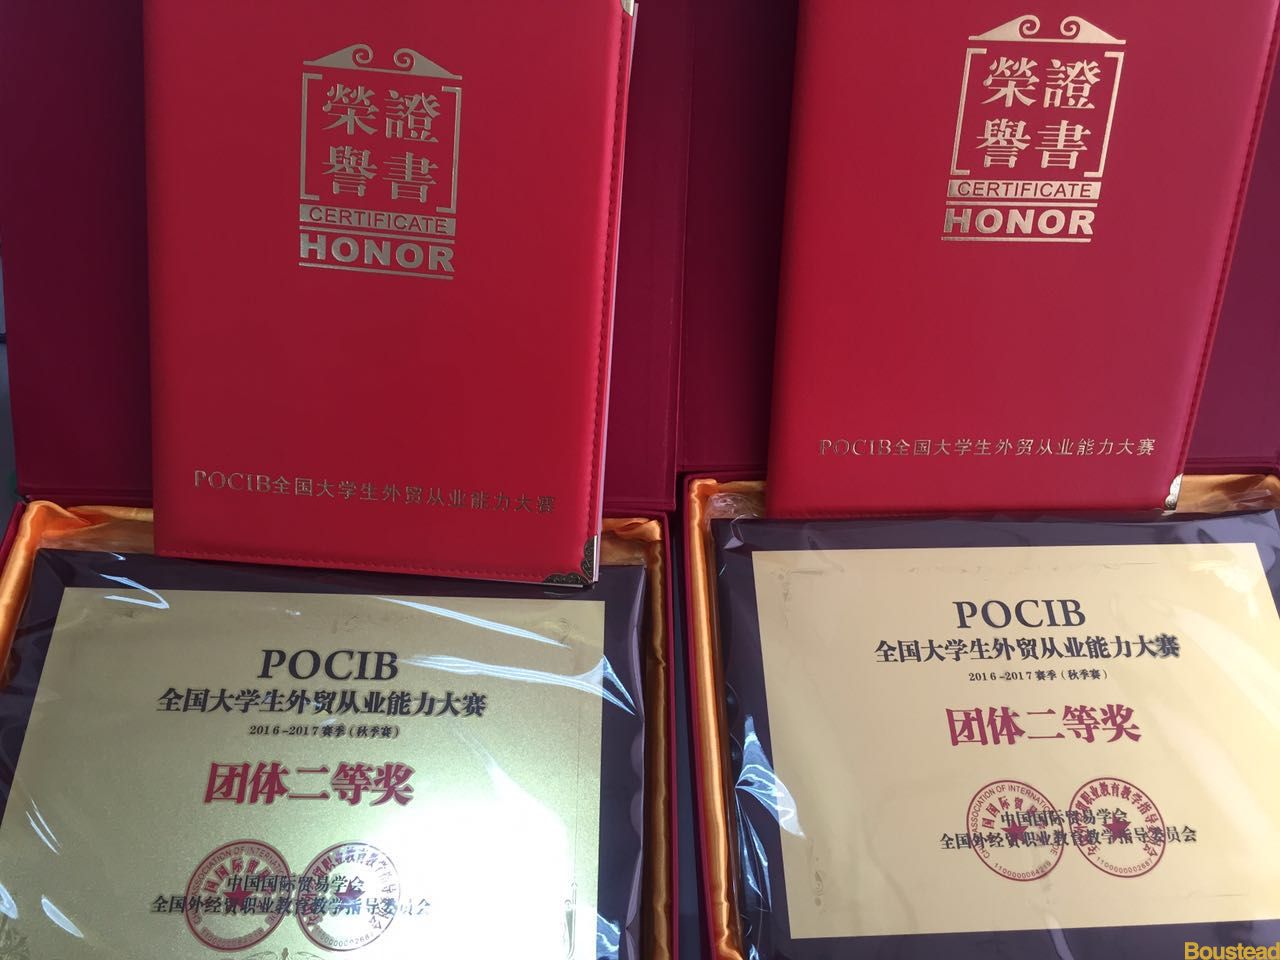 榮證
譽書
CERTIFICATE
HONOR
POCIB全国大学生外贸从业能力大赛
榮證
譽書
CERTIFICATE
HONOR
POCIB全国大学生外贸从业能力大赛
POCIB
全国大学生外贸从业能力大赛
2016-2017赛季(秋季赛)
团体二等奖
中国国际贸易学会
全国外经贸职业教育教学指导委员会
POCIB
全国大学生外贸从业能力大赛
2016-2017赛季(秋季赛)
团体二等奖
中国国际贸易学会
全国外经贸职业教育教学指导委员会
Boustead